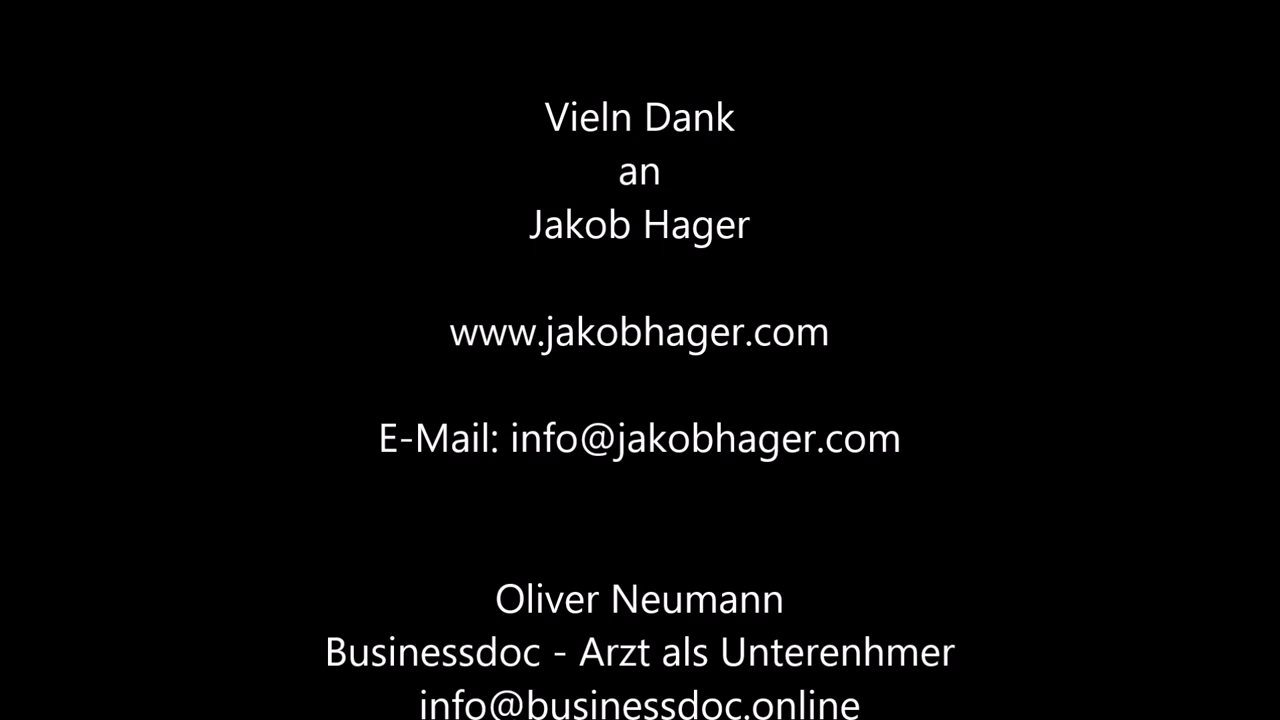 Vieln Dank
an
Jakob Hager
www.jakobhager.com
E-Mail: info@jakobhager.com
Oliver Neumann
Businessdoc - Arzt als Unterenhmer
info@businessdoc.online